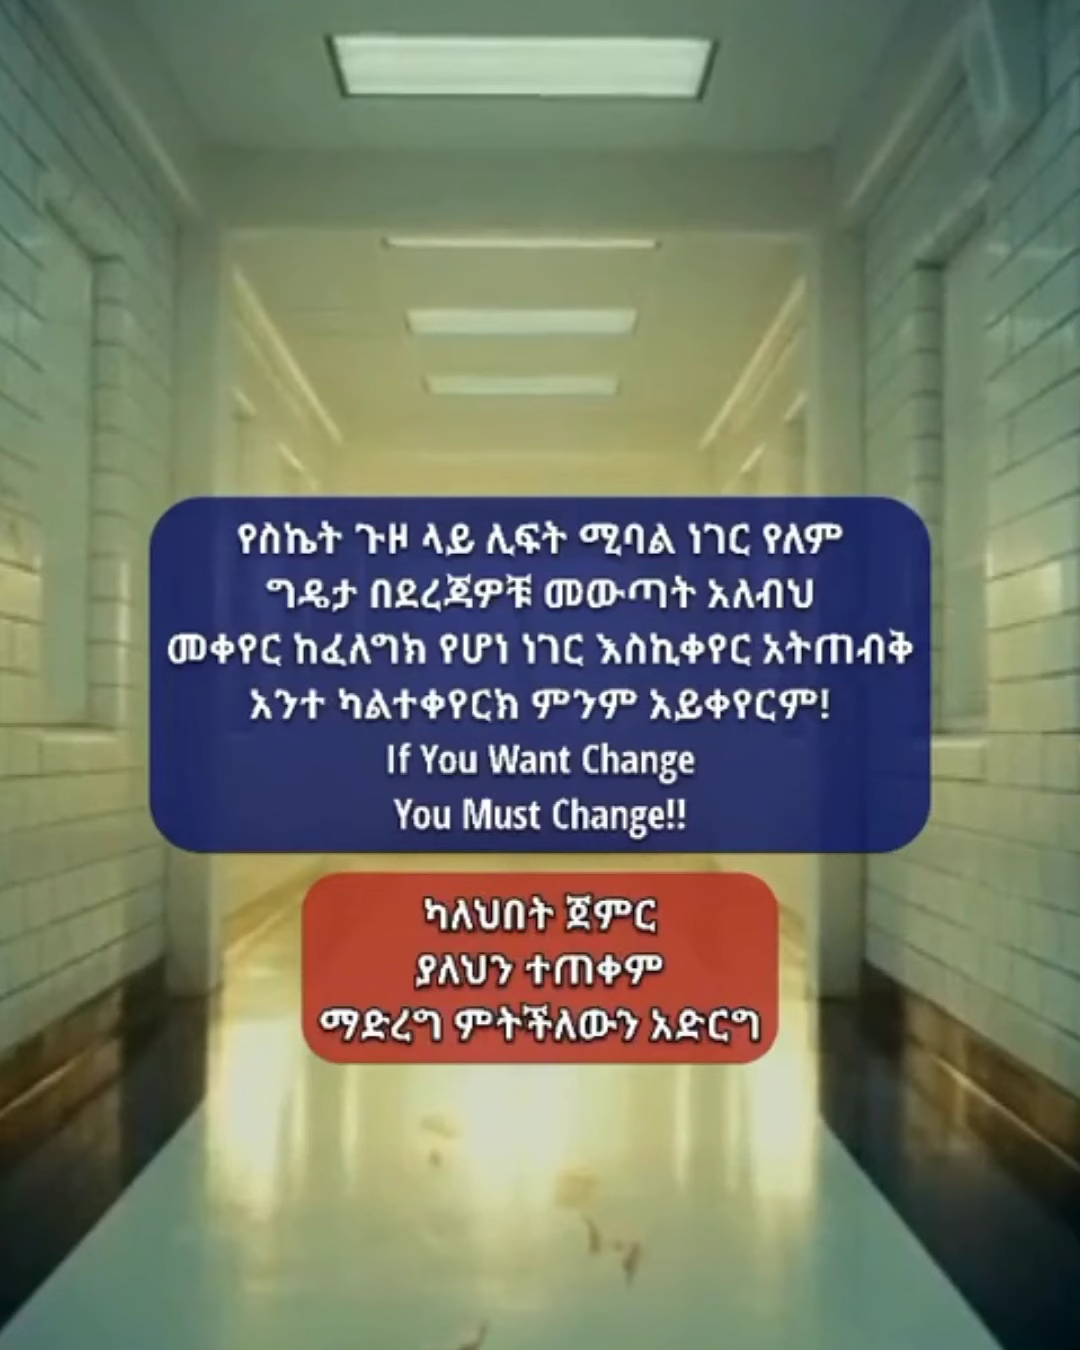 የስኬት ጉዞ ላይ ሊፍት ሚባል ነገር የለም
ግዴታ በደረጃዎቹ መውጣት አለብህ
መቀየር ከፈለግክ የሆነ ነገር እስኪቀየር አትጠብቅ
አንተ ካልተቀየርክ ምንም አይቀየርም!
If You Want Change
You Must Change!!
ካለህበት ጀምር
ያለህን ተጠቀም
ማድረግ ምትችለውን አድርግ